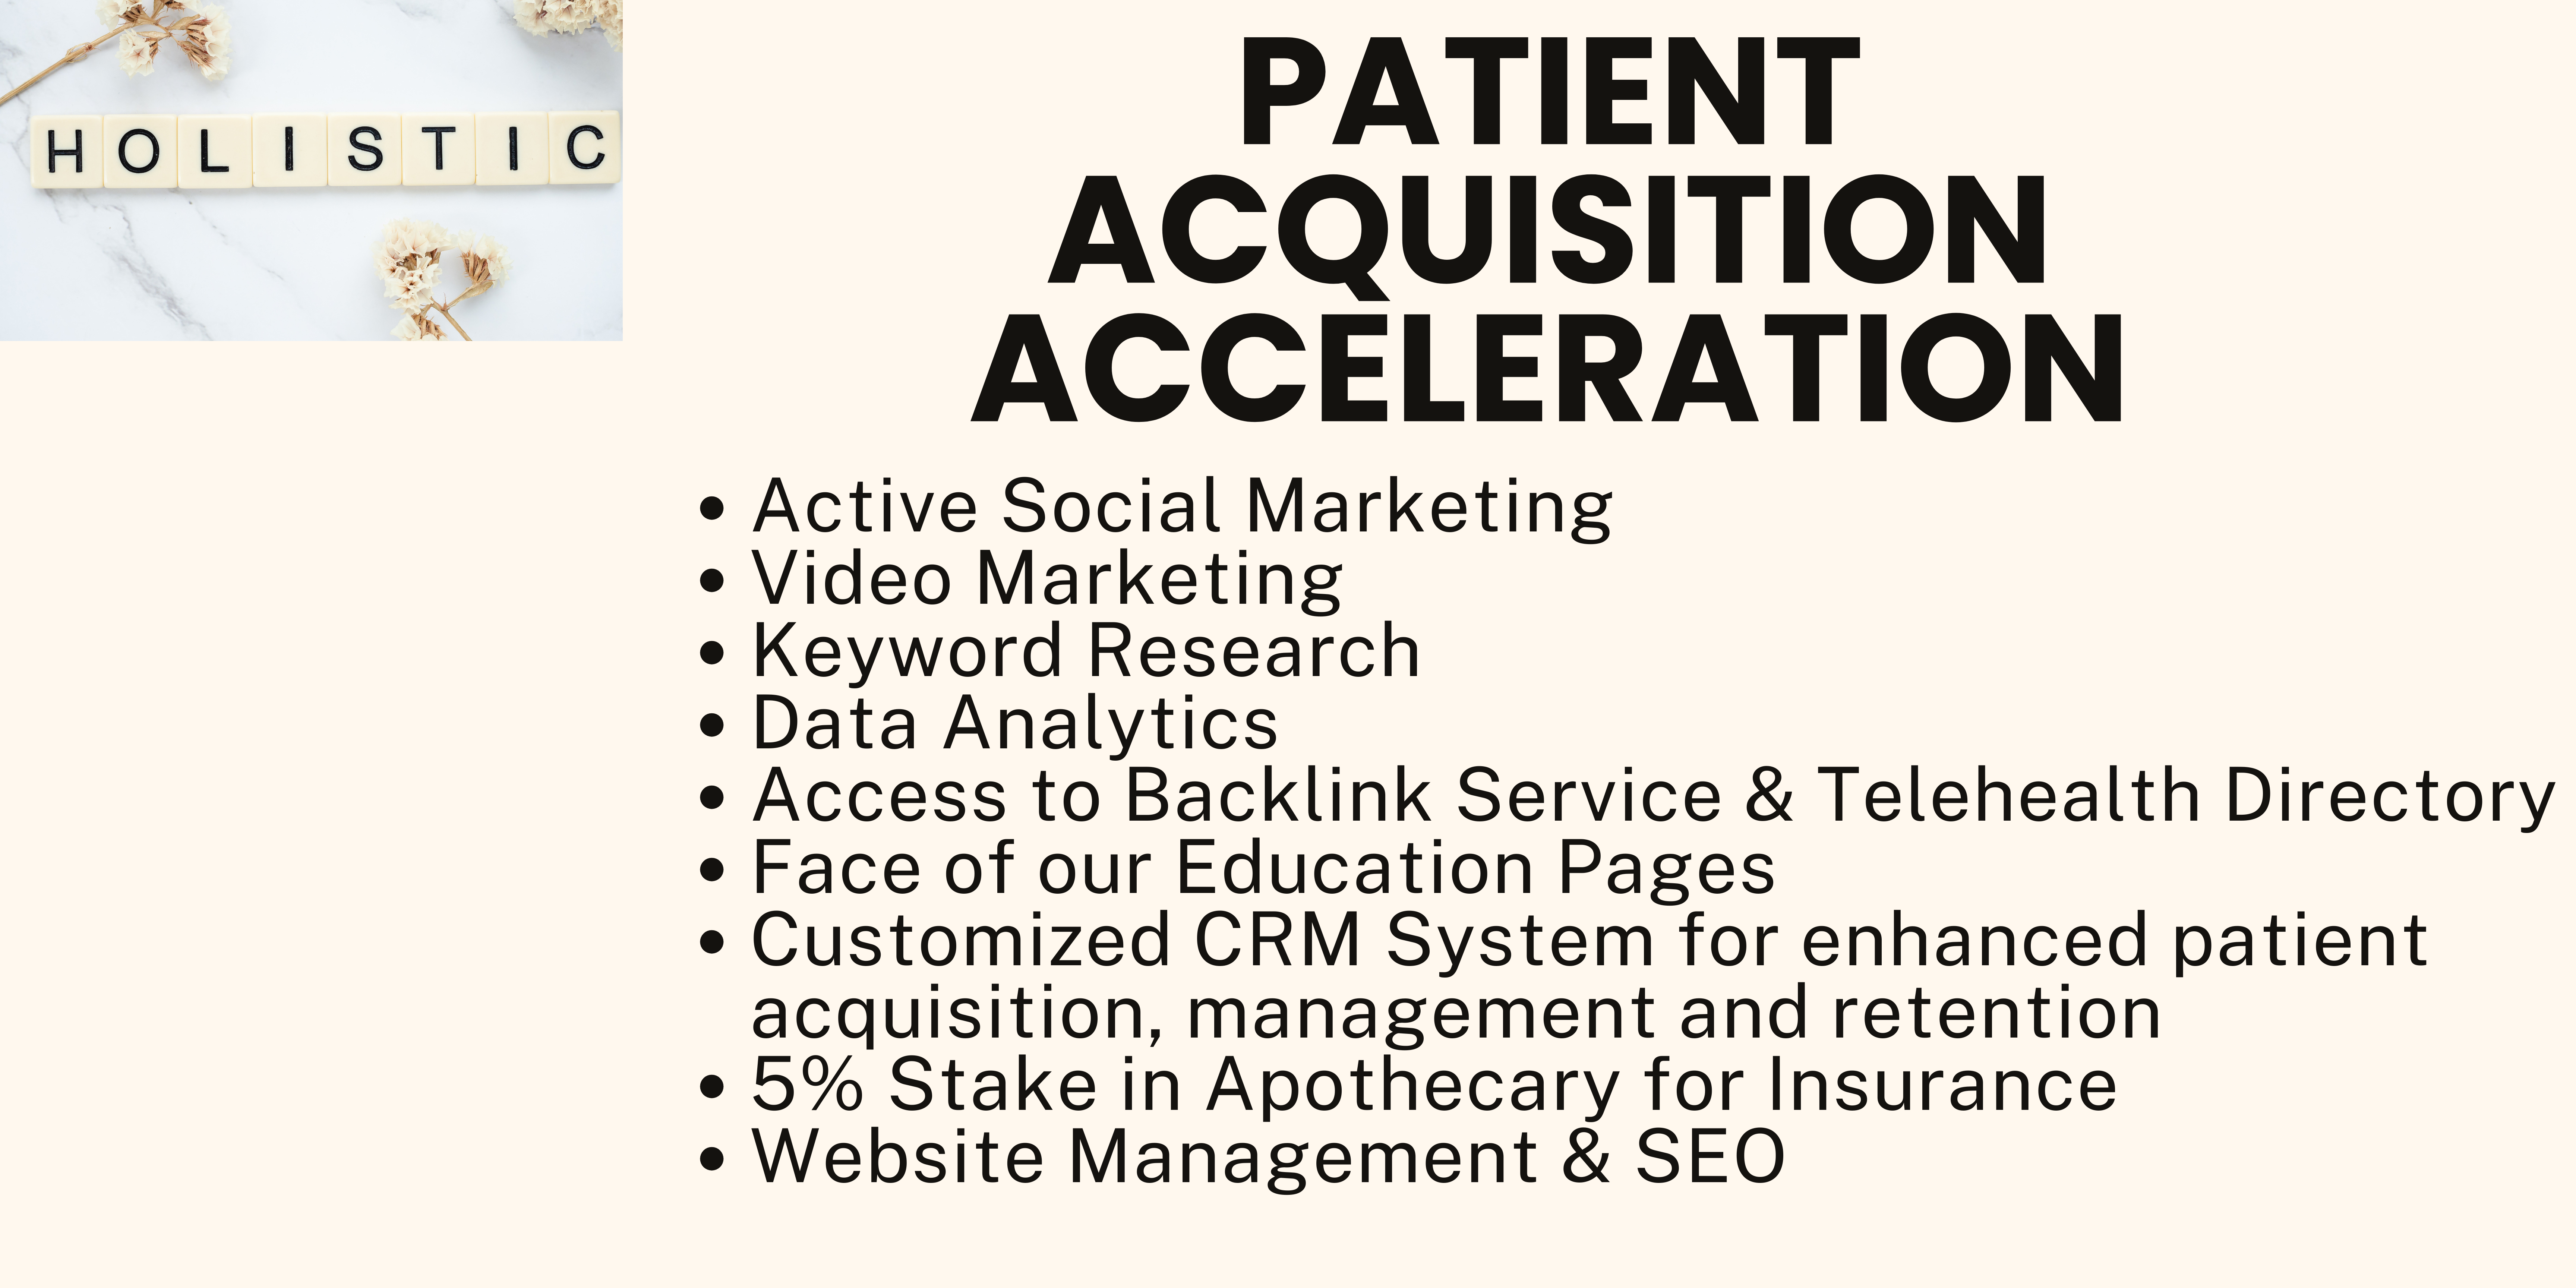 HOLISTIC
PATIENT
ACQUISITION
ACCELERATION
• Active Social Marketing
• Video Marketing
• Keyword Research
• Data Analytics
• Access to Backlink Service & Telehealth Directory
• Face of our Education Pages
• Customized CRM System for enhanced patient
acquisition, management and retention
• 5% Stake in Apothecary for Insurance
• Website Management & SEO